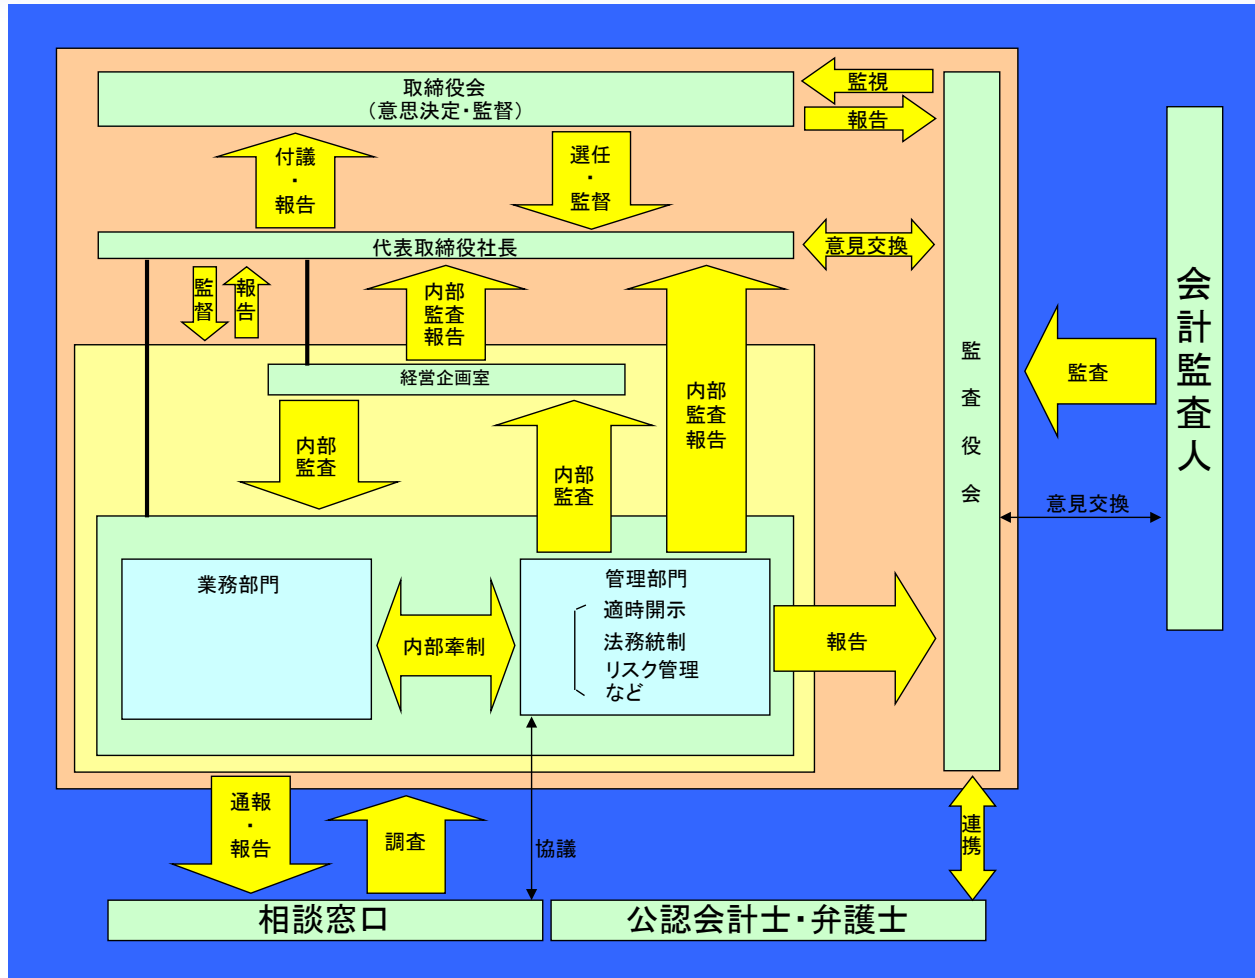 取締役会
（意思決定・監督）
監視
報告
付議
・
報告
選任
・
監督
代表取締役社長
意見交換
監督
報告
内部
監査
報告
経営企画室
内部
監査
内部
監査
内部
監査
報告
監査役会
監査
会計監査人
意見交換
業務部門
内部牽制
管理部門
適時開示
法務統制
リスク管理
など
報告
通報
・
報告
調査
協議
連携
相談窓口
公認会計士・弁護士